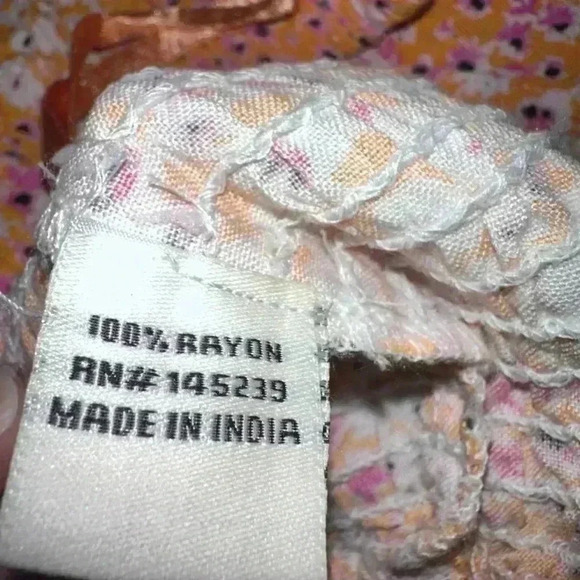 100% RAYON
RN# 145239
MADE IN INDIA